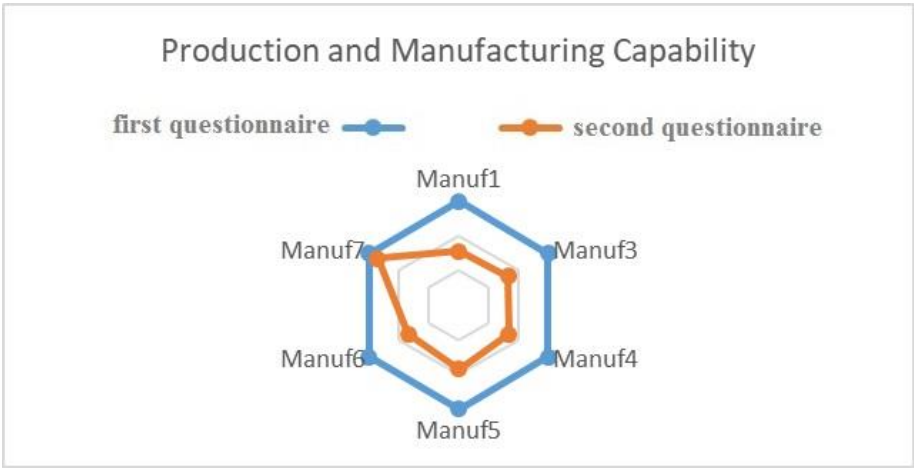 Production and Manufacturing Capability
first questionnaire
second questionnaire
Manuf1
Manuf7
Manuf3
Manuf6
Manuf4
Manuf5